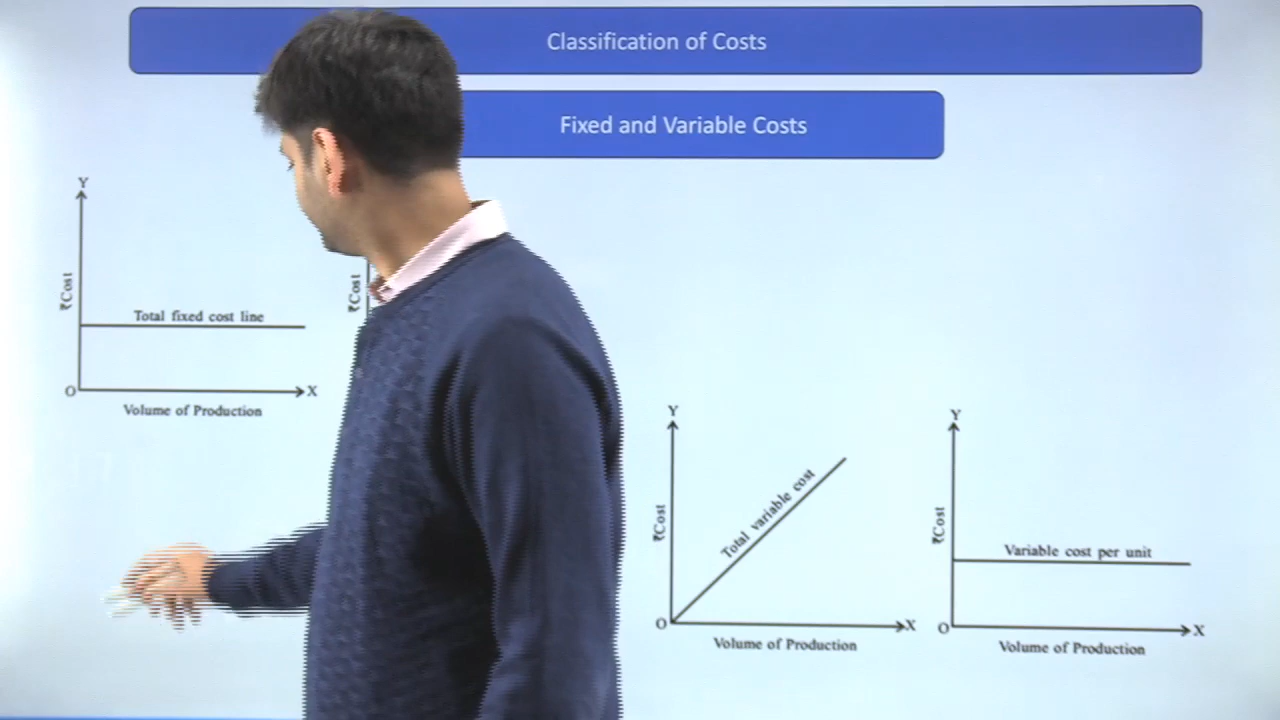 Classification of Costs
Fixed and Variable Costs
Y
₹Cost
Total fixed cost line
O
X
Volume of Production
₹Cost
Y
₹Cost
Total variable cost
O
X
Volume of Production
Y
₹Cost
Variable cost per unit
O
X
Volume of Production